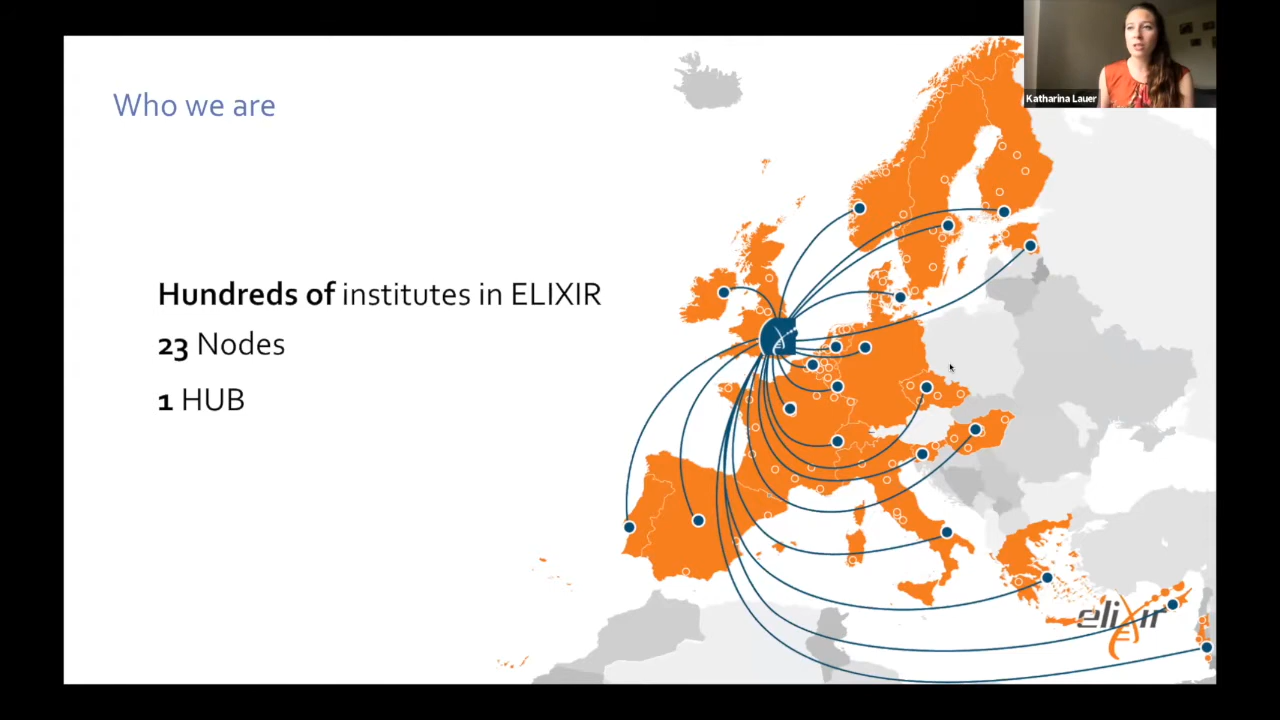 Who we are
Katharina Lauer
Hundreds of institutes in ELIXIR
23 Nodes
1 HUB
elixir